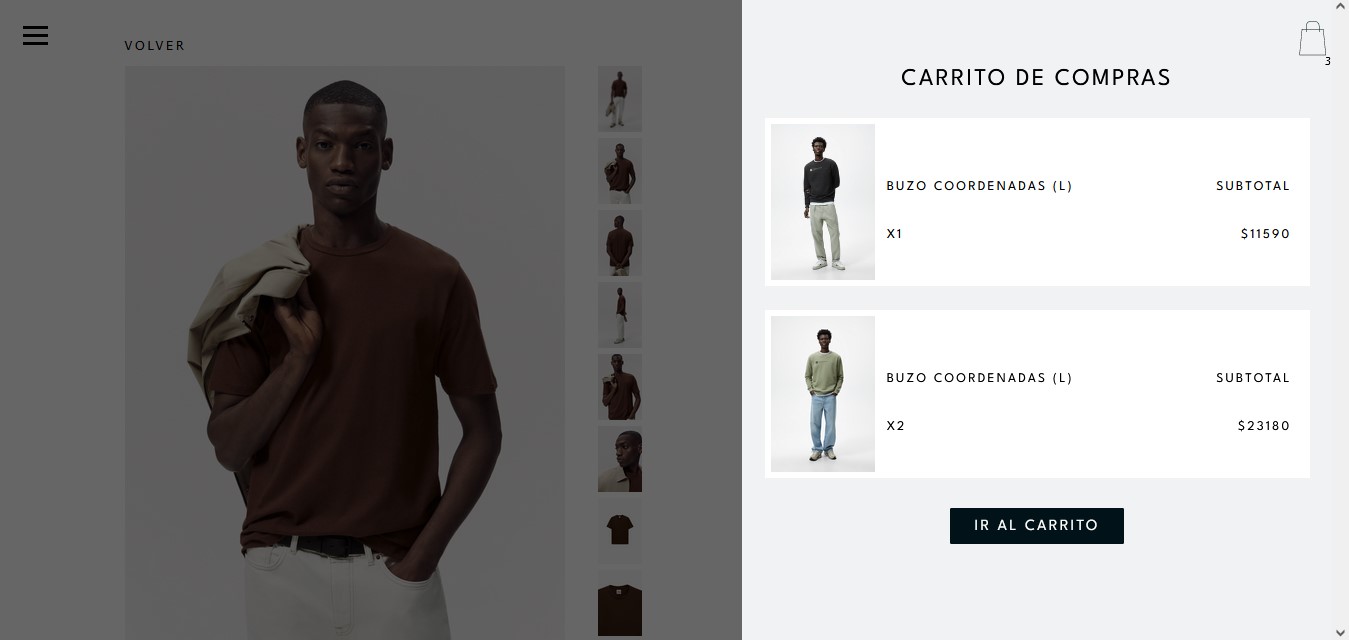 VOLVER
3
CARRITO DE COMPRAS
BUZO COORDENADAS (L)
SUBTOTAL
X1
$11590
BUZO COORDENADAS (L)
SUBTOTAL
X2
$23180
IR AL CARRITO